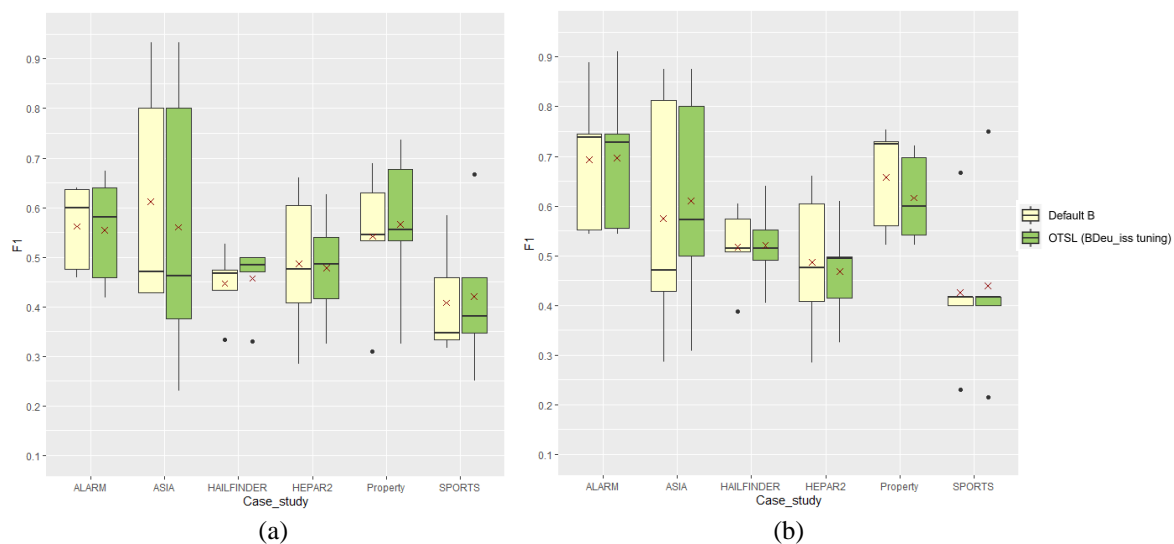 0.9
0.8
0.7
0.6
0.5
0.4
0.3
0.2
0.1
F1
ALARM ASIA HAILFINDER HEPAR2 Property SPORTS
Case_study
(a)
0.9
0.8
0.7
0.6
0.5
0.4
0.3
0.2
0.1
F1
ALARM ASIA HAILFINDER HEPAR2 Property SPORTS
Case_study
(b)
Default B
OTSL (BDeu_iss tuning)